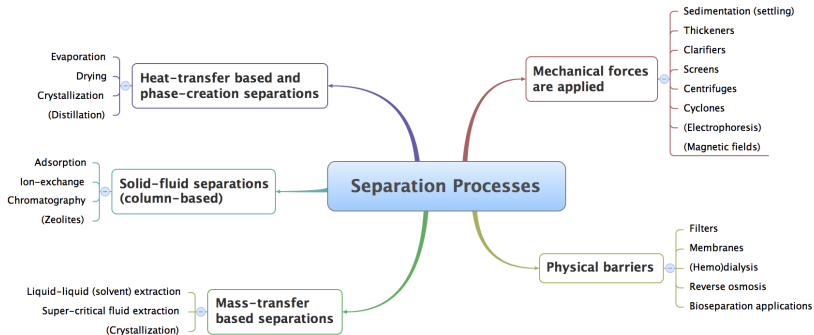 Separation Processes
Heat-transfer based and
phase-creation separations
Evaporation
Drying
Crystallization
(Distillation)
Solid-fluid separations
(column-based)
Adsorption
Ion-exchange
Chromatography
(Zeolites)
Mass-transfer
based separations
Liquid-liquid (solvent) extraction
Super-critical fluid extraction
(Crystallization)
Mechanical forces
are applied
Sedimentation (settling)
Thickeners
Clarifiers
Screens
Centrifuges
Cyclones
(Electrophoresis)
(Magnetic fields)
Physical barriers
Filters
Membranes
(Hemo)dialysis
Reverse osmosis
Bioseparation applications